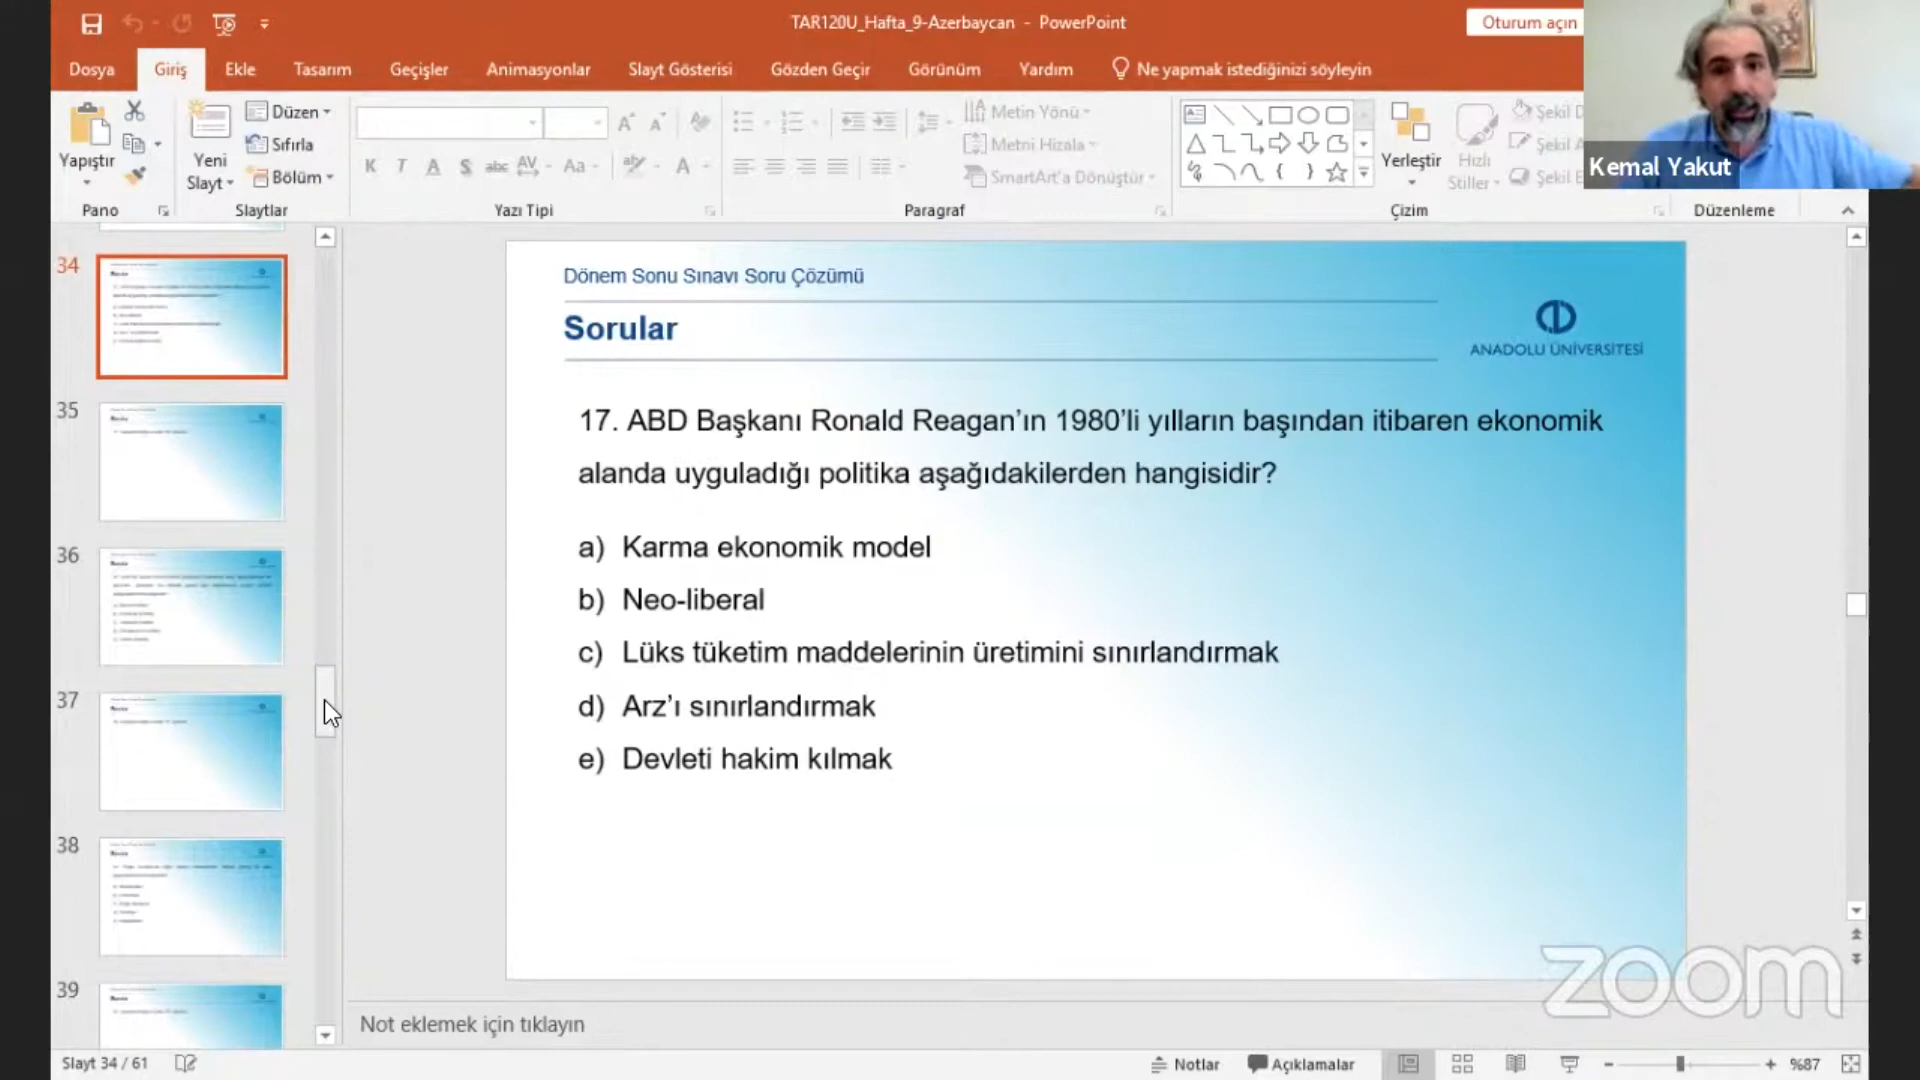 TAR120U_Hafta_9-Azerbaycan - PowerPoint
Oturum açın
Dosya Giriş Ekle Tasarım Geçişler Animasyonlar Slayt Gösterisi Gözden Geçir Görünüm Yardım Ne yapmak istediğinizi söyleyin
Yapıştır
Yeni Slayt
Düzen
Sıfırla
Bölüm
K T A S abc AV Aa A
Metin Yönü
Metni Hizala
SmartArt'a Dönüştür
Yerleştir
Hızlı Stiller
Şekil
Şekil
Şekil
Kemal Yakut
Pano Slaytlar Yazı Tipi Paragraf Çizim Düzenleme
34
35
36
37
38
39
Dönem Sonu Sınavı Soru Çözümü
Sorular
ANADOLU ÜNİVERSİTESİ
17. ABD Başkanı Ronald Reagan’ın 1980’li yılların başından itibaren ekonomik
alanda uyguladığı politika aşağıdakilerden hangisidir?
a) Karma ekonomik model
b) Neo-liberal
c) Lüks tüketim maddelerinin üretimini sınırlandırmak
d) Arz’ı sınırlandırmak
e) Devleti hakim kılmak
zoom
Not eklemek için tıklayın
Slayt 34 / 61
Notlar
Açıklamalar
%87